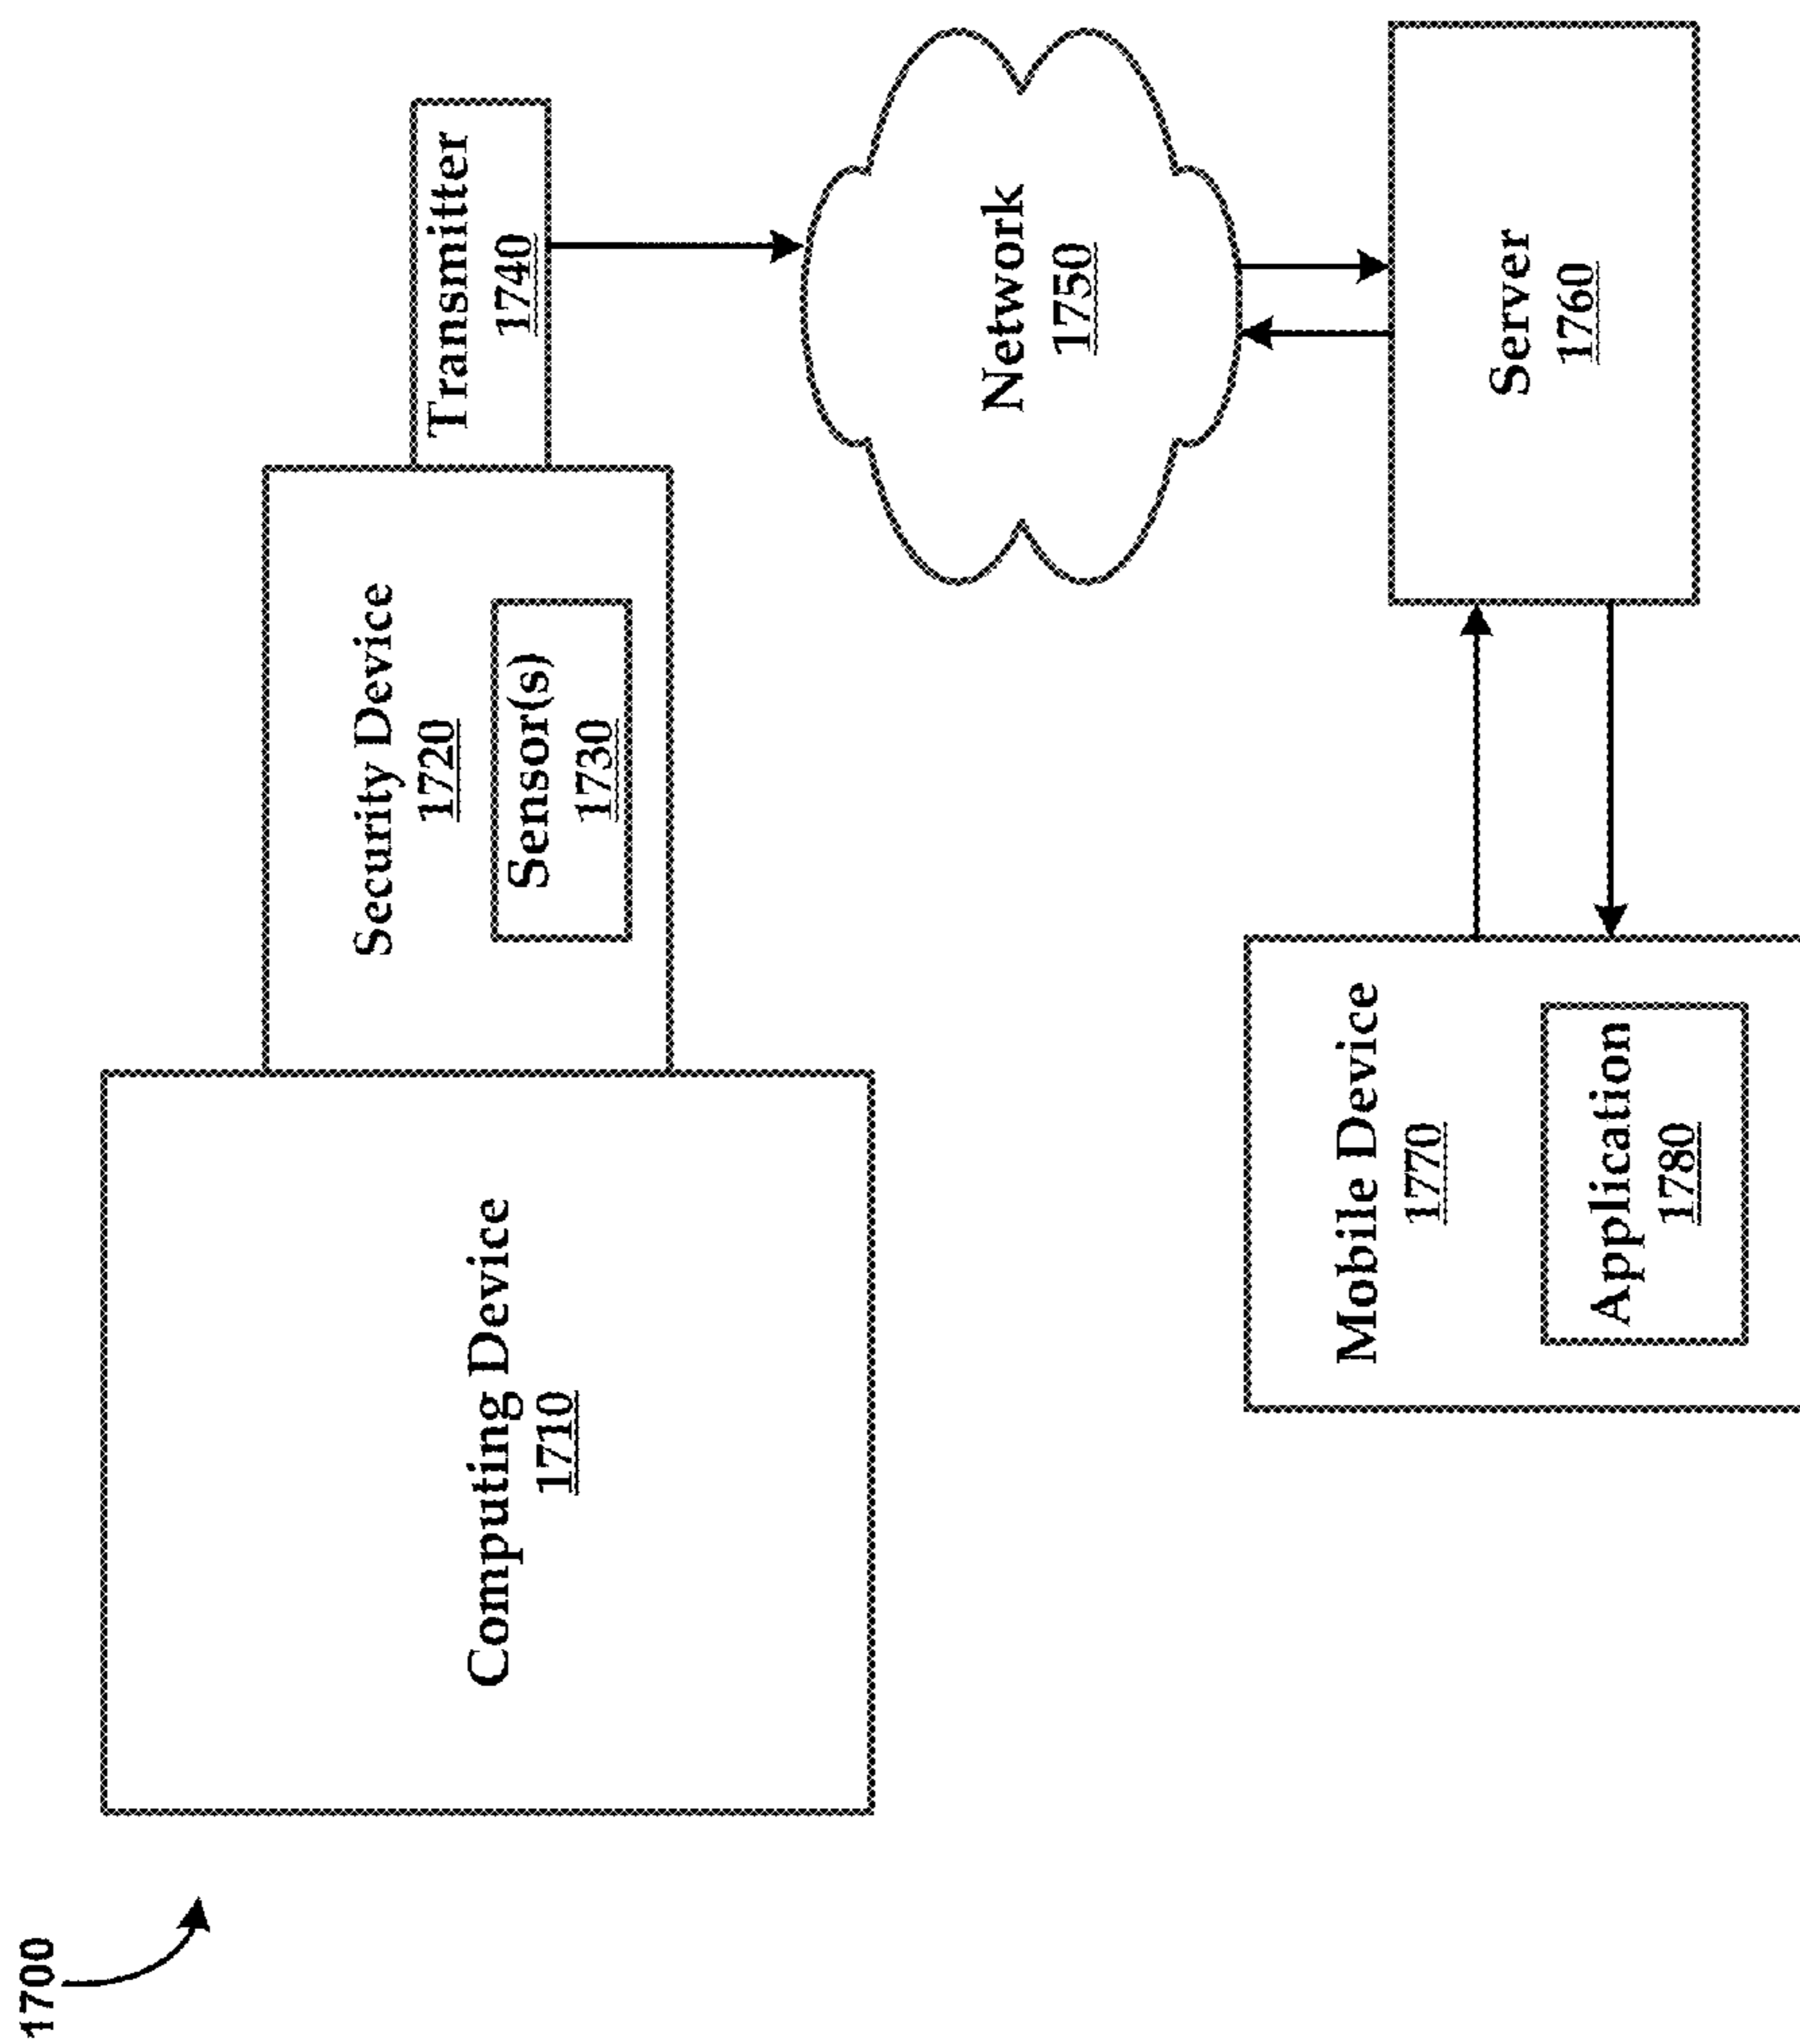 1700
Computing Device
1710
Security Device
1720
Sensor(s)
1730
Transmitter
1740
Network
1750
Server
1760
Mobile Device
1770
Application
1780